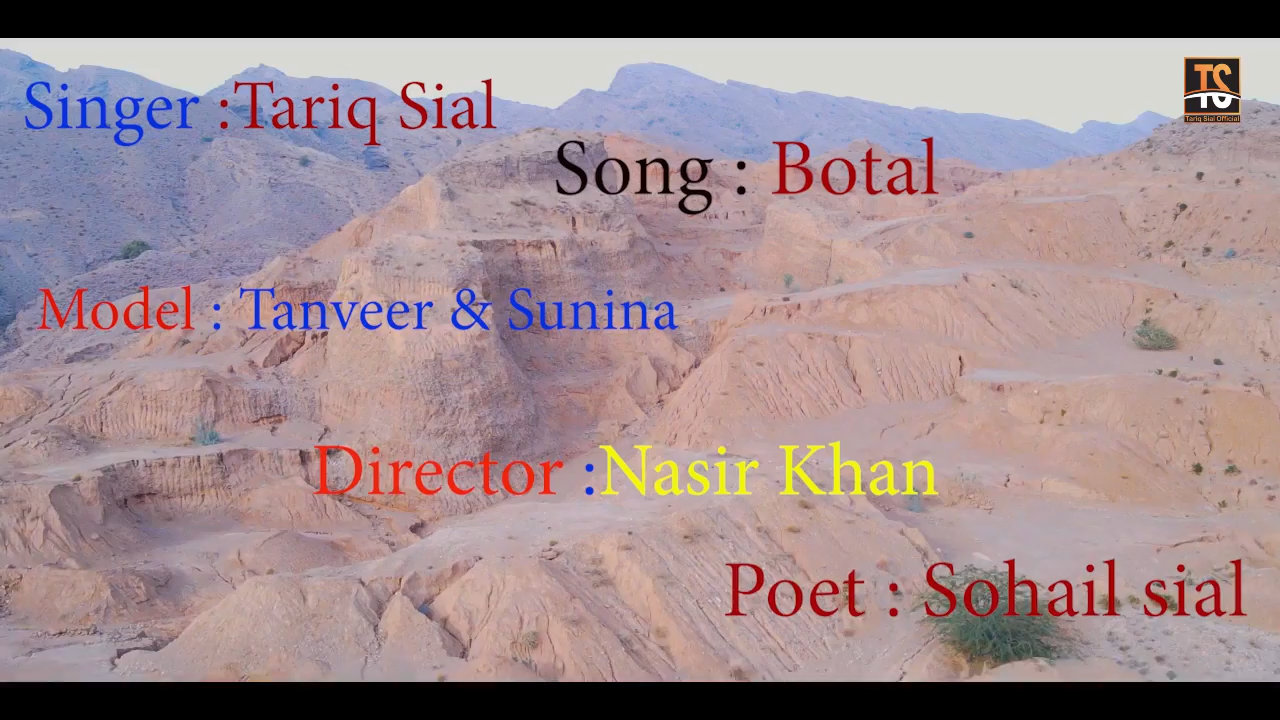 Singer :Tariq Sial
TS
Tariq Sial Official
Song : Botal
Model : Tanveer & Sunina
Director :Nasir Khan
Poet : Sohail sial